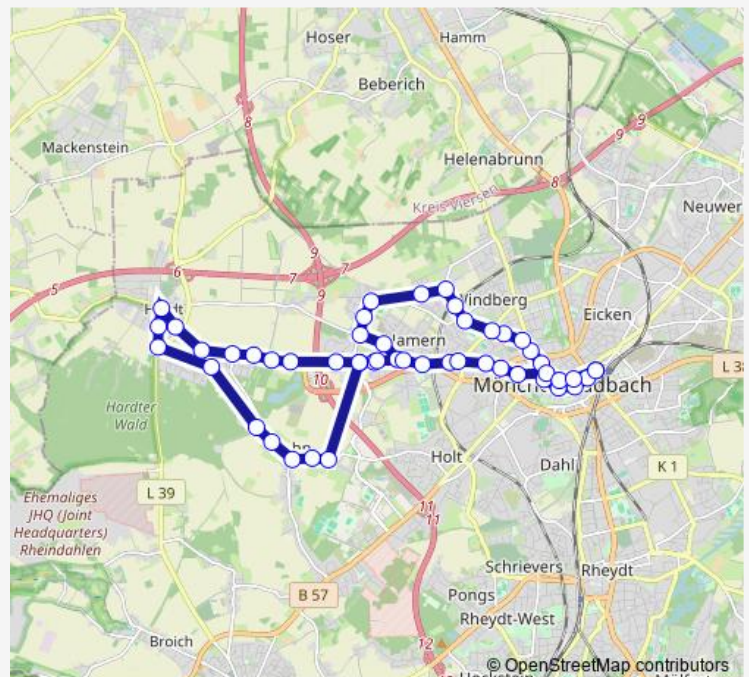 Hoser
Hamm
Beberich
8
9
9
Mackenstein
Helenabrunn
8
Kreis Viersen
Neuwer
9
7
6
7
5
9
Eicken
10
L 38
Hardter
Wald
Holt
Dahl
K 1
L 39
Ehemaliges
JHQ (Joint
Headquarters)
Rheindahlen
11
11
Schrievers
Rheydt
B 57
Pongs
Rheydt-West
Broich
12
© OpenStreetMap contributors